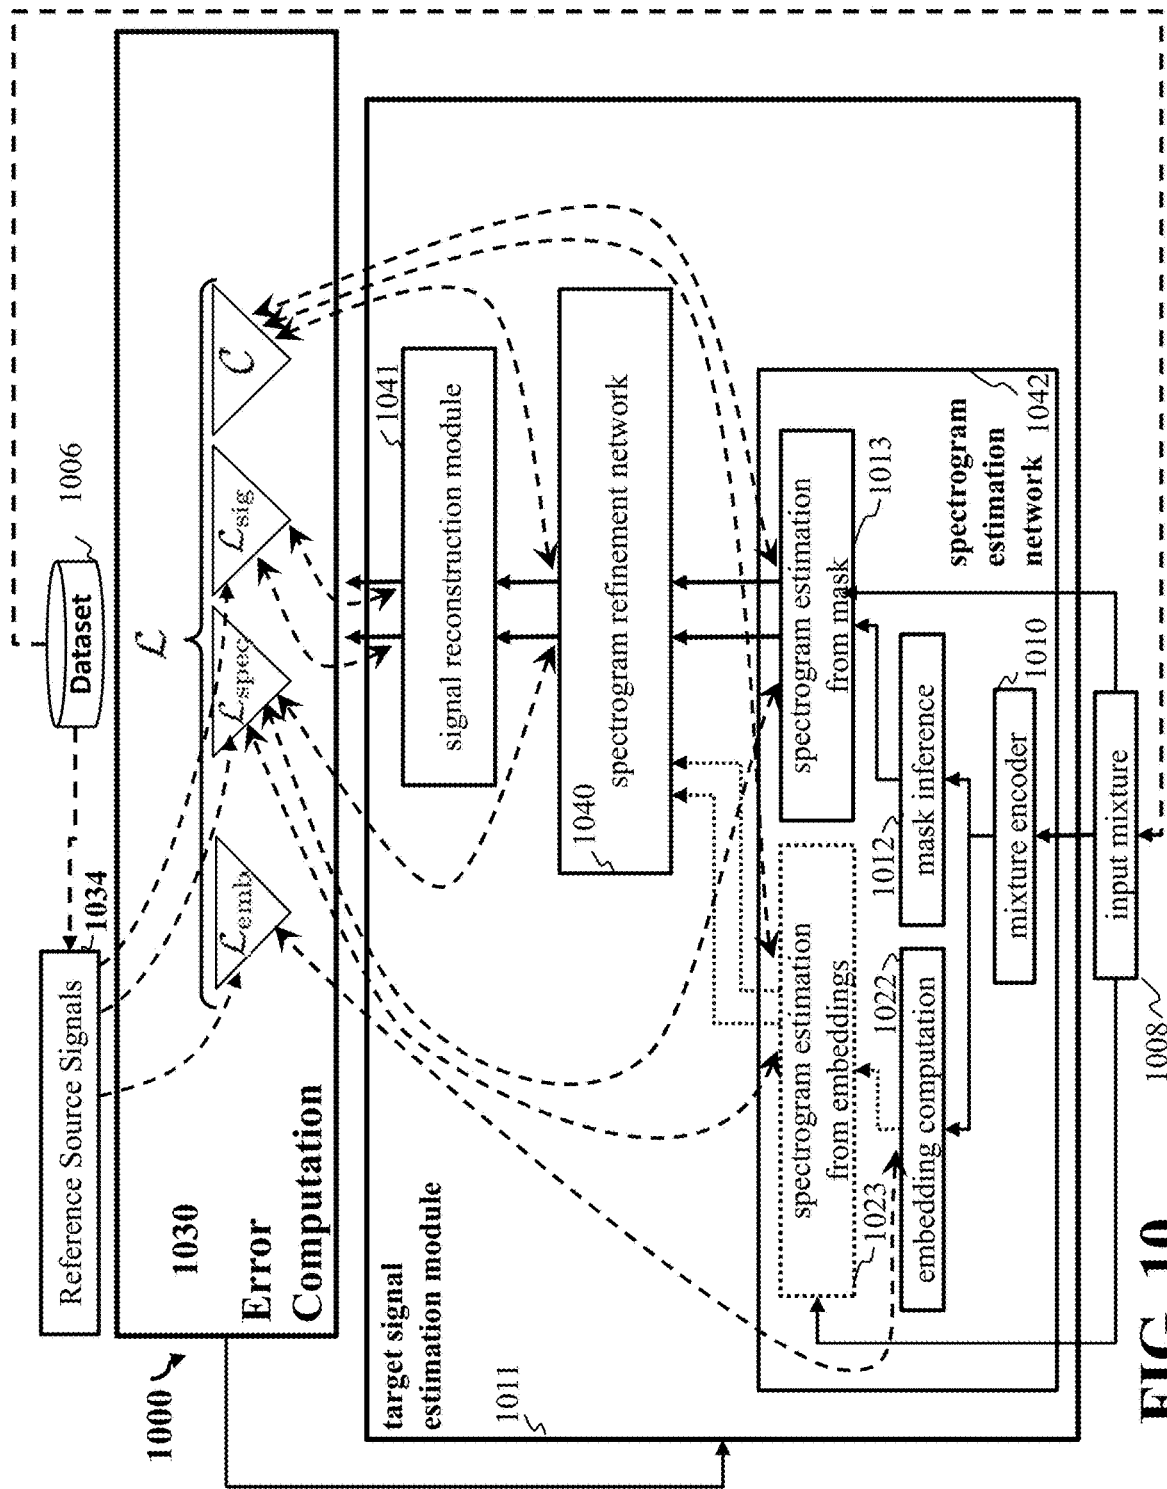 1000
Reference Source Signals
1034
Dataset
1006
1030
Error
Computation
ℒ
ℒemb
ℒspec
ℒsig
𝒞
target signal
estimation module
1011
signal reconstruction module
1041
1040
spectrogram refinement network
spectrogram estimation
from embeddings
1023
spectrogram estimation
from mask
1013
embedding computation
1022
mask inference
1012
mixture encoder
1010
spectrogram
estimation
network
1042
input mixture
1008
FIG. 10